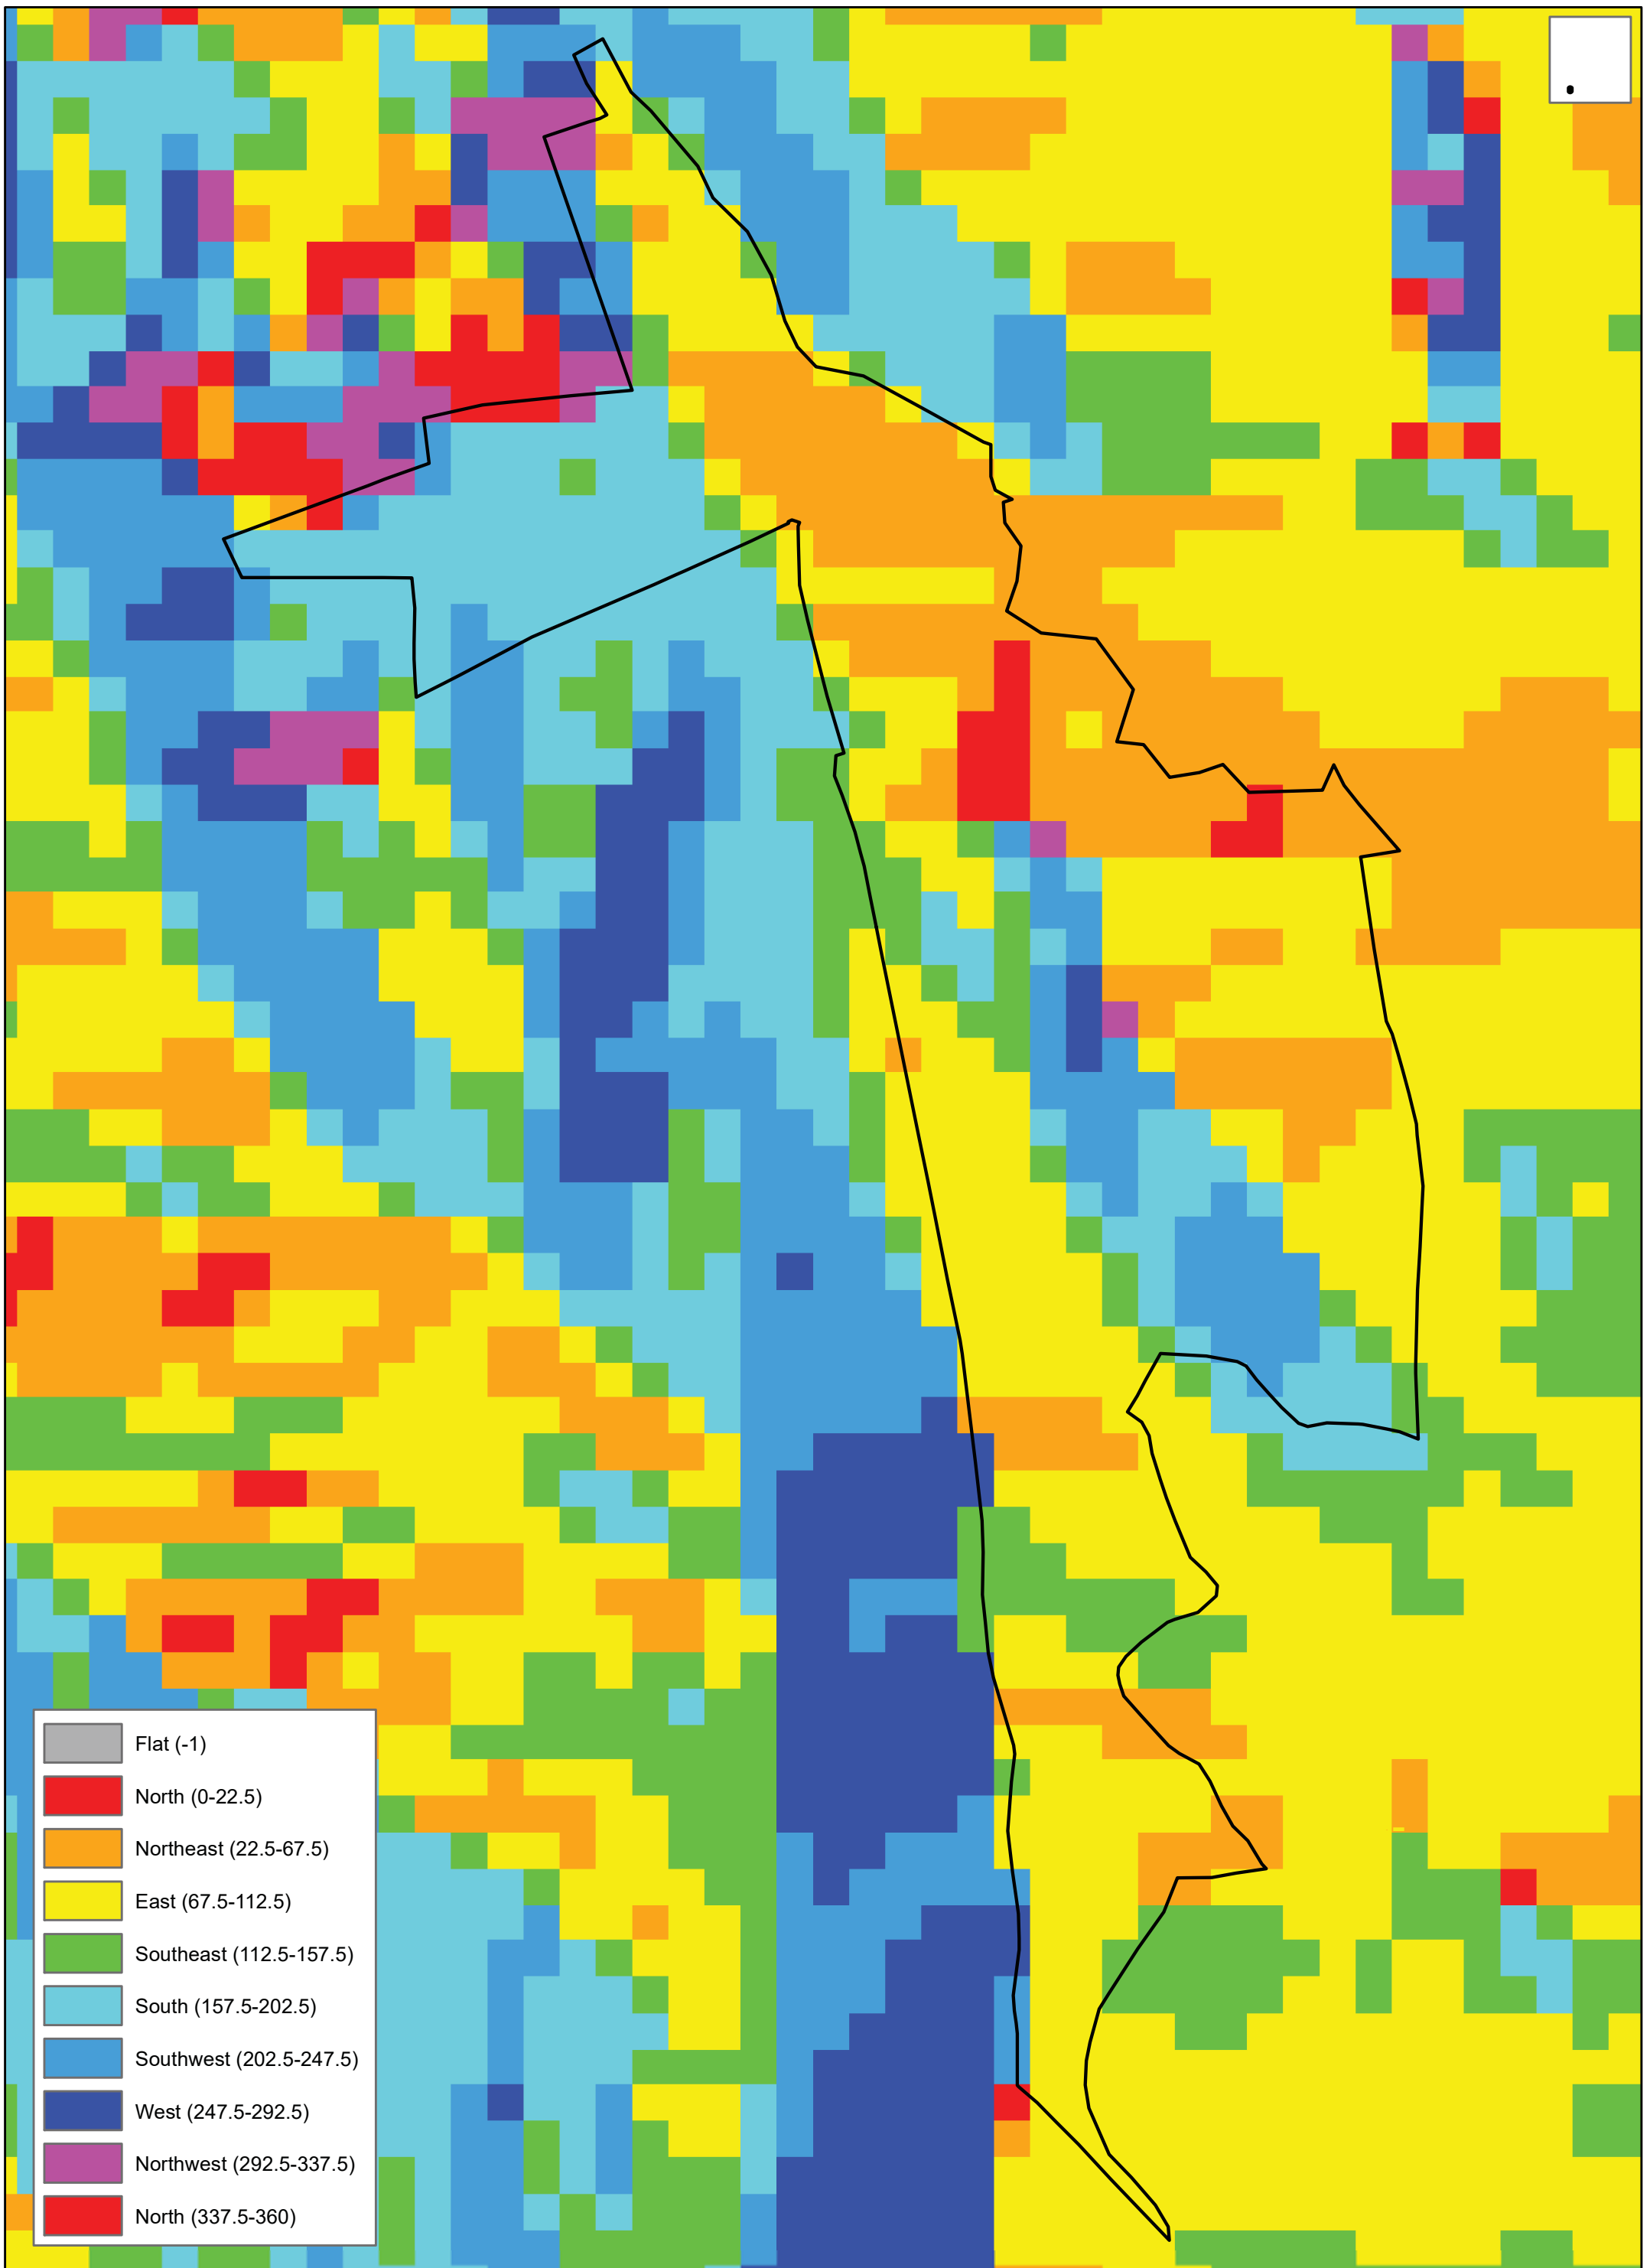 Flat (-1)
North (0-22.5)
Northeast (22.5-67.5)
East (67.5-112.5)
Southeast (112.5-157.5)
South (157.5-202.5)
Southwest (202.5-247.5)
West (247.5-292.5)
Northwest (292.5-337.5)
North (337.5-360)